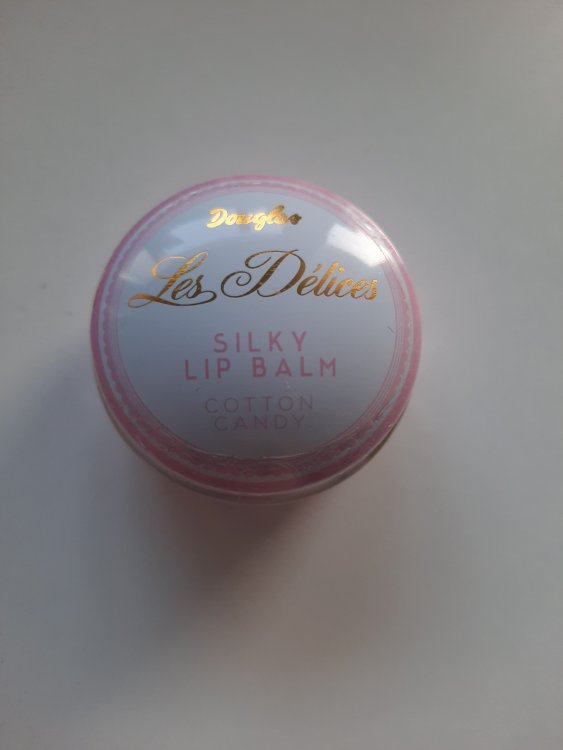 Douglas
Les Délices
SILKY
LIP BALM
COTTON
CANDY